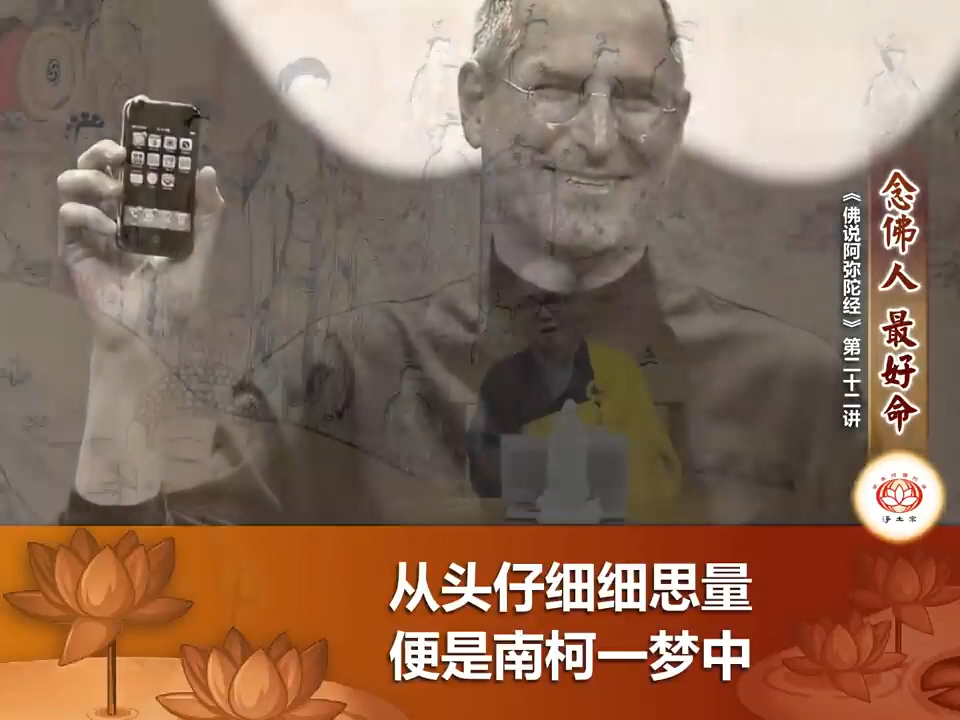 念佛人 最好命
《佛说阿弥陀经》第二十二讲
净土宗
从头仔细细思量
便是南柯一梦中